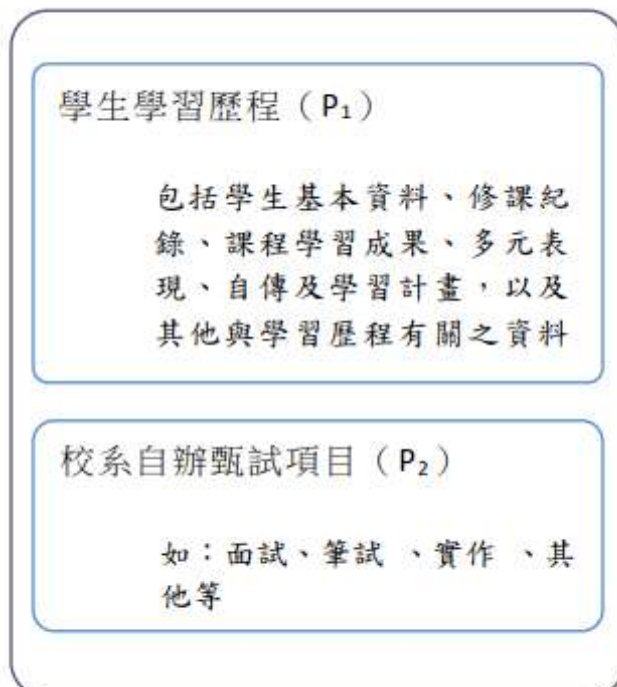 學生學習歷程（P₁）
包括學生基本資料、修課紀
錄、課程學習成果、多元表
現、自傳及學習計畫，以及
其他與學習歷程有關之資料
校系自辦甄試項目（P₂）
如：面試、筆試 、實作 、其
他等